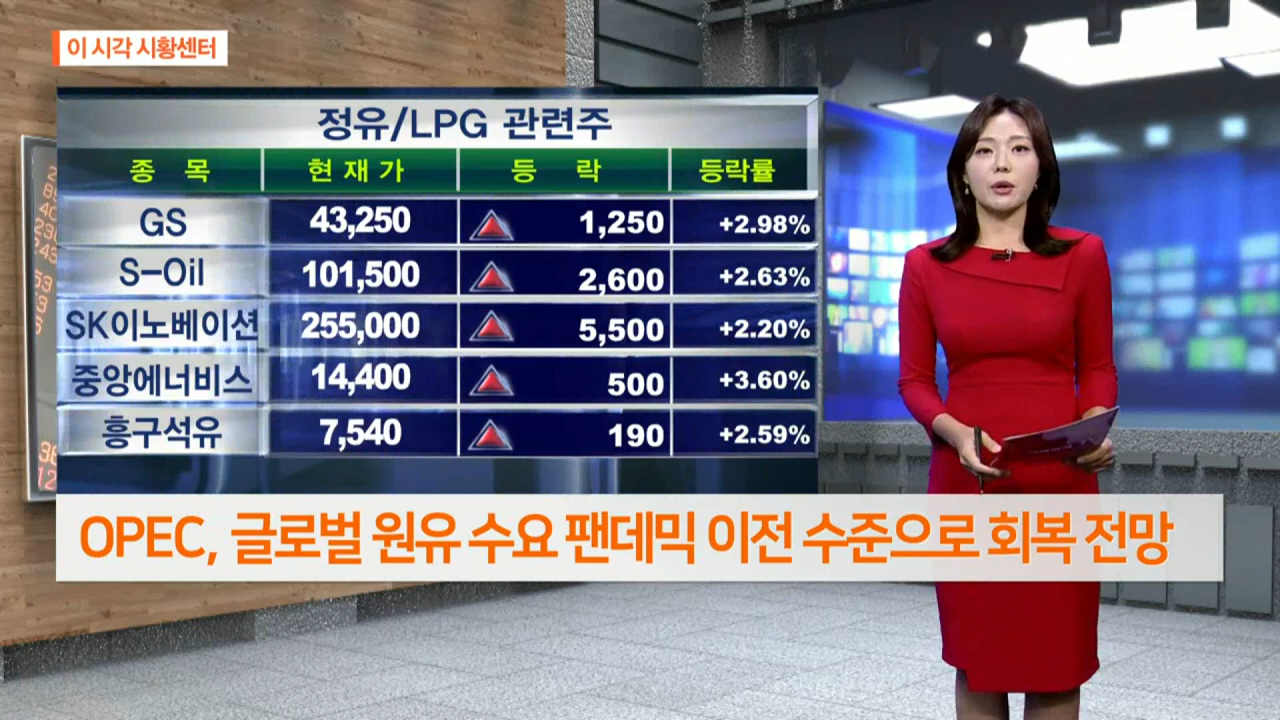 이 시각 시황센터
정유/LPG 관련주
종 목 현 재 가 등 락 등락률
GS 43,250 ▲ 1,250 +2.98%
S-Oil 101,500 ▲ 2,600 +2.63%
SK이노베이션 255,000 ▲ 5,500 +2.20%
중앙에너비스 14,400 ▲ 500 +3.60%
흥구석유 7,540 ▲ 190 +2.59%
OPEC, 글로벌 원유 수요 팬데믹 이전 수준으로 회복 전망